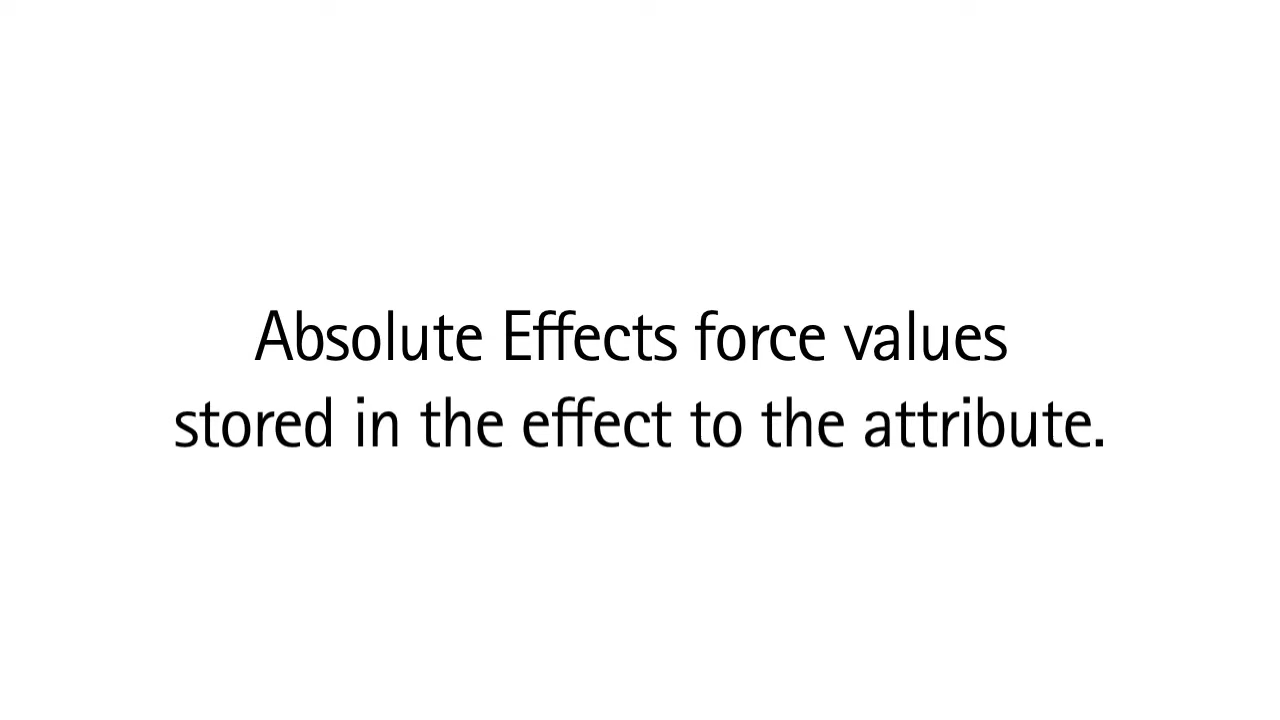 Absolute Effects force values
stored in the effect to the attribute.